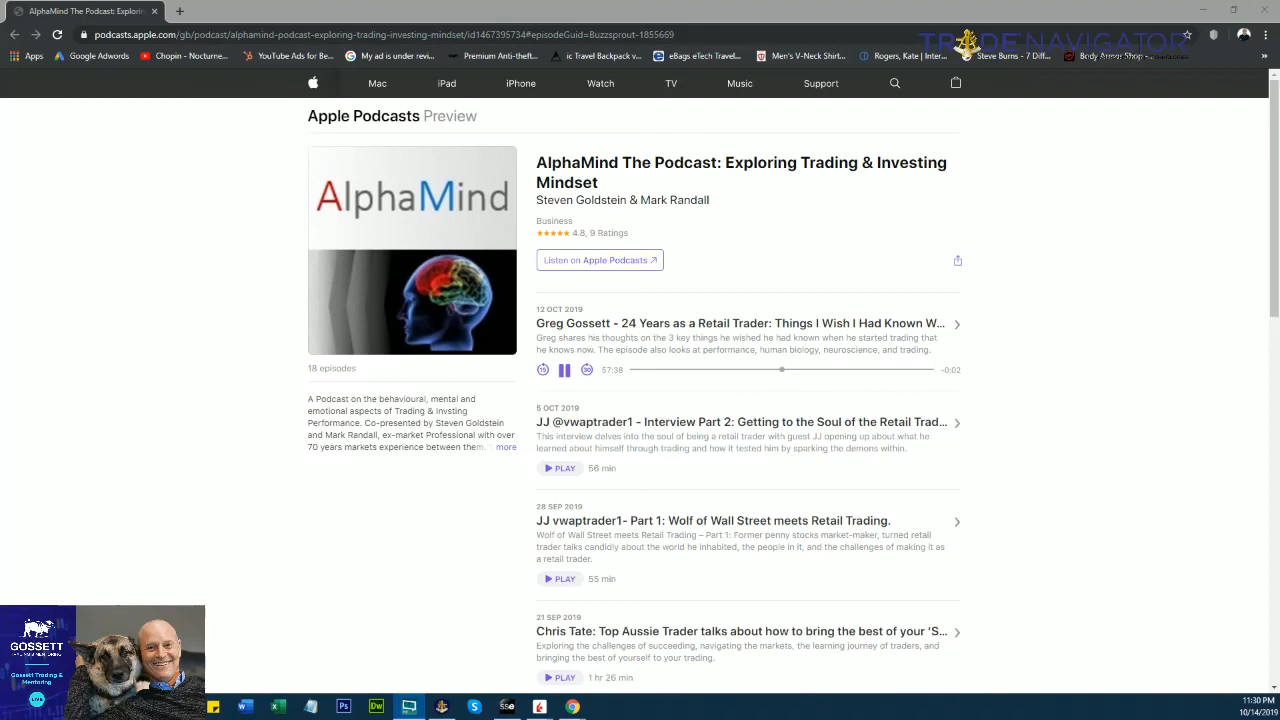 AlphaMind The Podcast: Explorin
podcasts.apple.com/gb/podcast/alphamind-podcast-exploring-trading-investing-mindset/id1467395734#episodeGuid=Buzzsprout-1855669
TRADE NAVIGATOR
Apps
Google Adwords
Chopin - Nocturne...
YouTube Ads for Be...
My ad is under revi...
Premium Anti-theft...
ic Travel Backpack v...
eBags eTech Travel...
Men's V-Neck Shirt...
Rogers, Kate | Inter...
Steve Burns - 7 Diff...
Mac
iPad
iPhone
Watch
TV
Music
Support
Apple Podcasts Preview
AlphaMind
AlphaMind The Podcast: Exploring Trading & Investing
Mindset
Steven Goldstein & Mark Randall
Business
★★★★★ 4.8, 9 Ratings
Listen on Apple Podcasts ↗
18 episodes
A Podcast on the behavioural, mental and
emotional aspects of Trading & Invsting
Performance. Co-presented by Steven Goldstein
and Mark Randall, ex-market Professional with over
70 years markets experience between them. more
12 OCT 2019
Greg Gossett - 24 Years as a Retail Trader: Things I Wish I Had Known W...
Greg shares his thoughts on the 3 key things he wished he had known when he started trading that
he knows now. The episode also looks at performance, human biology, neuroscience, and trading.
15
30
57:38
-0:02
5 OCT 2019
JJ @vwaptrader1 - Interview Part 2: Getting to the Soul of the Retail Trad...
This interview delves into the soul of being a retail trader with guest JJ opening up about what he
learned about himself through trading and how it tested him by sparking the demons within.
PLAY 56 min
28 SEP 2019
JJ vwaptrader1- Part 1: Wolf of Wall Street meets Retail Trading.
Wolf of Wall Street meets Retail Trading – Part 1: Former penny stocks market-maker, turned retail
trader talks candidly about the world he inhabited, the people in it, and the challenges of making it as
a retail trader.
PLAY 55 min
21 SEP 2019
Chris Tate: Top Aussie Trader talks about how to bring the best of your 'S...
Exploring the challenges of succeeding, navigating the markets, the learning journey of traders, and
bringing the best of yourself to your trading.
PLAY 1 hr 26 min
GOSSETT
Gossett Trading &
Mentoring
LIVE
Ps
Dw
11:30 PM
10/14/2019